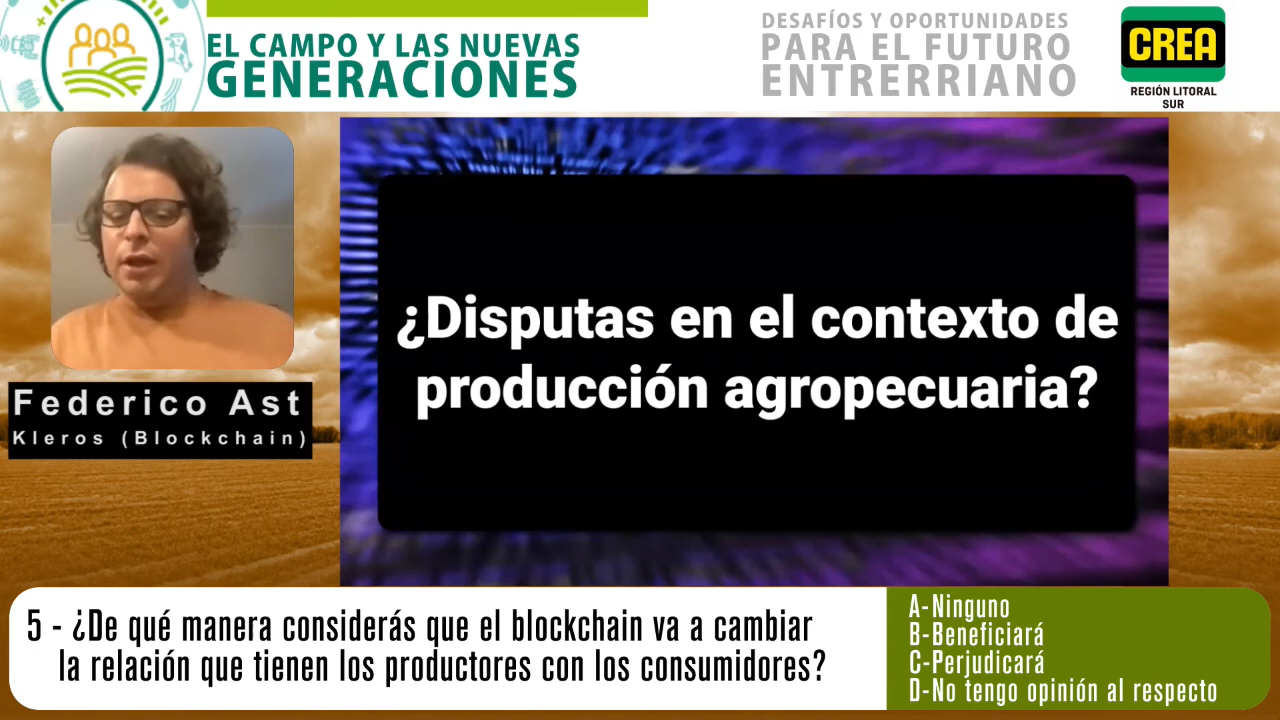 EL CAMPO Y LAS NUEVAS
GENERACIONES
DESAFÍOS Y OPORTUNIDADES
PARA EL FUTURO
ENTRERRIANO
CREA
REGIÓN LITORAL
SUR
¿Disputas en el contexto de
producción agropecuaria?
Federico Ast
Kleros (Blockchain)
5 - ¿De qué manera considerás que el blockchain va a cambiar
la relación que tienen los productores con los consumidores?
A-Ninguno
B-Beneficiará
C-Perjudicará
D-No tengo opinión al respecto